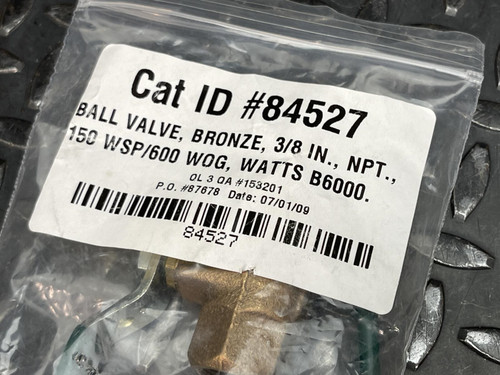 Cat ID #84527
BALL VALVE, BRONZE, 3/8 IN., NPT.,
150 WSP/600 WOG, WATTS B6000.
OL 3 QA #153201
P.O. #87678 Date: 07/01/09
84527